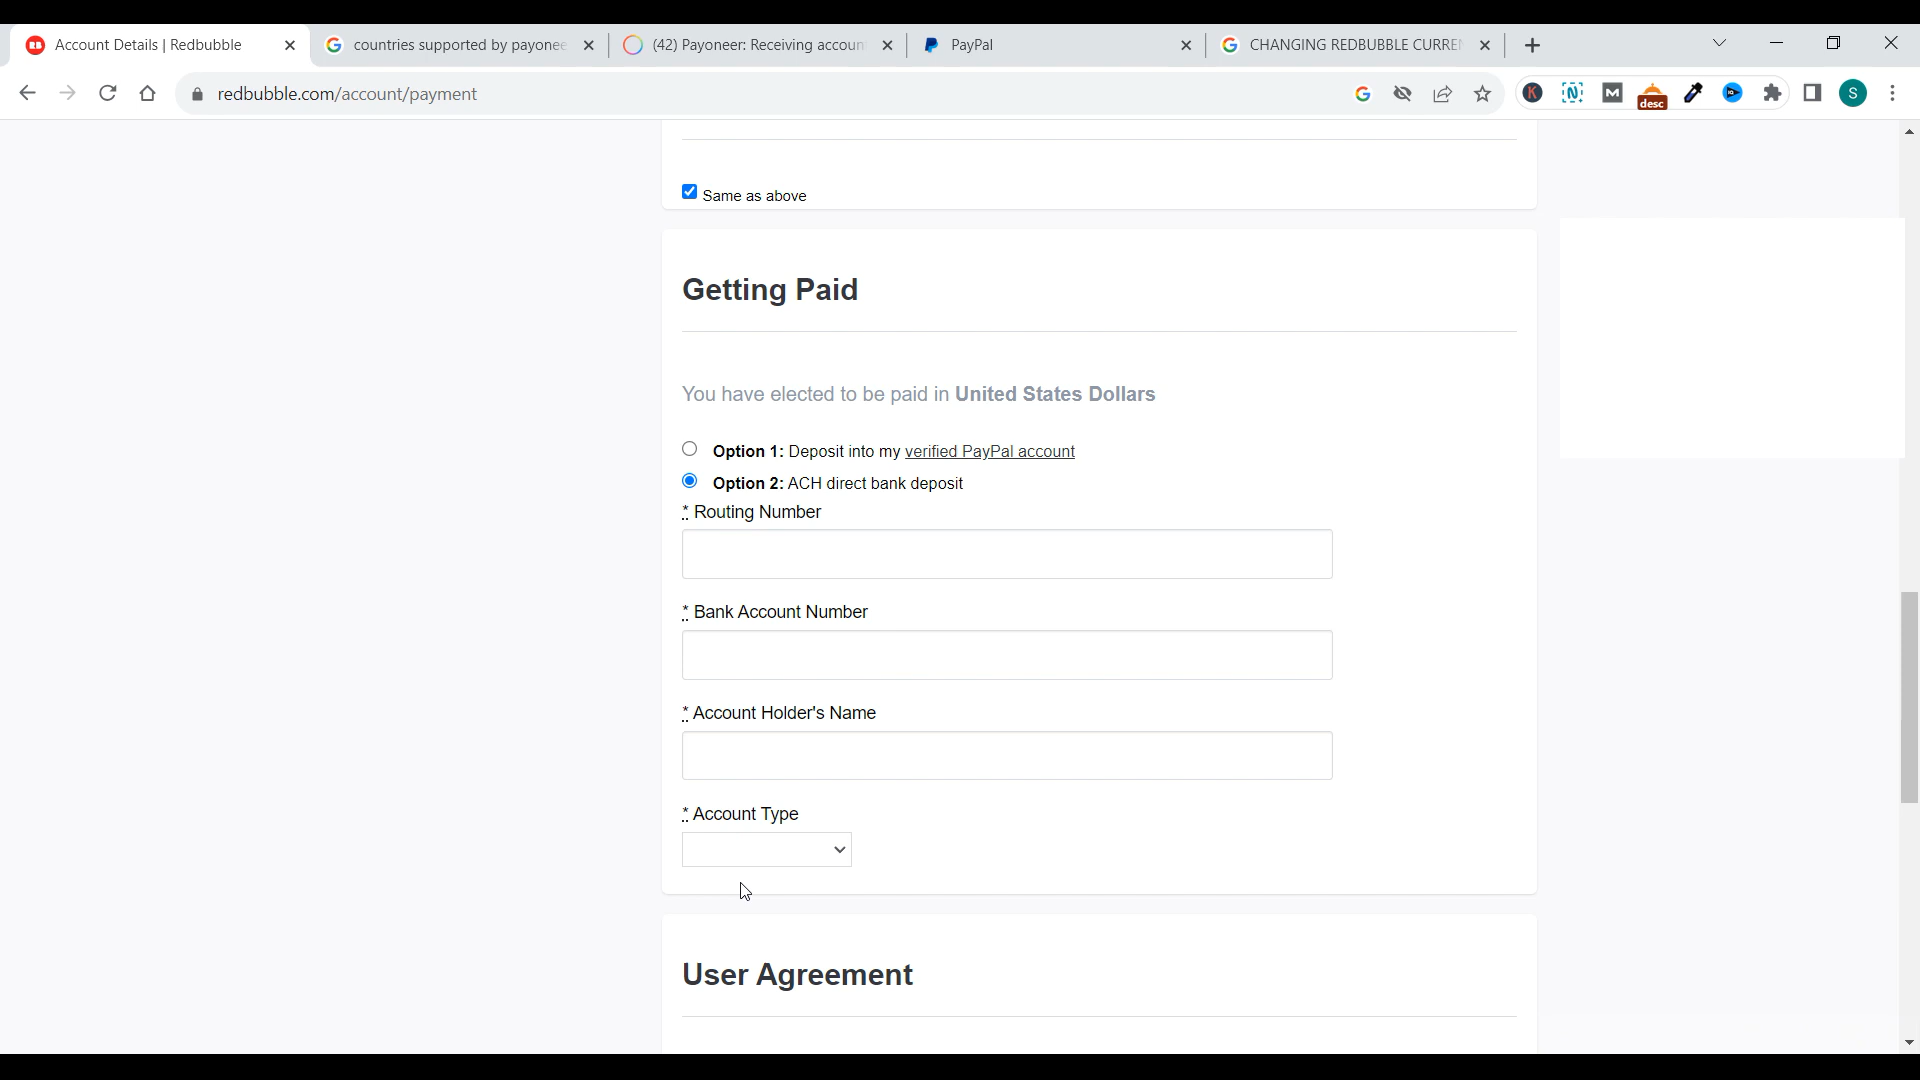 Account Details | Redbubble
countries supported by payonee
(42) Payoneer: Receiving accoun
PayPal
CHANGING REDBUBBLE CURREN
redbubble.com/account/payment
desc
S
Same as above
Getting Paid
You have elected to be paid in United States Dollars
Option 1: Deposit into my verified PayPal account
Option 2: ACH direct bank deposit
* Routing Number
* Bank Account Number
* Account Holder's Name
* Account Type
User Agreement